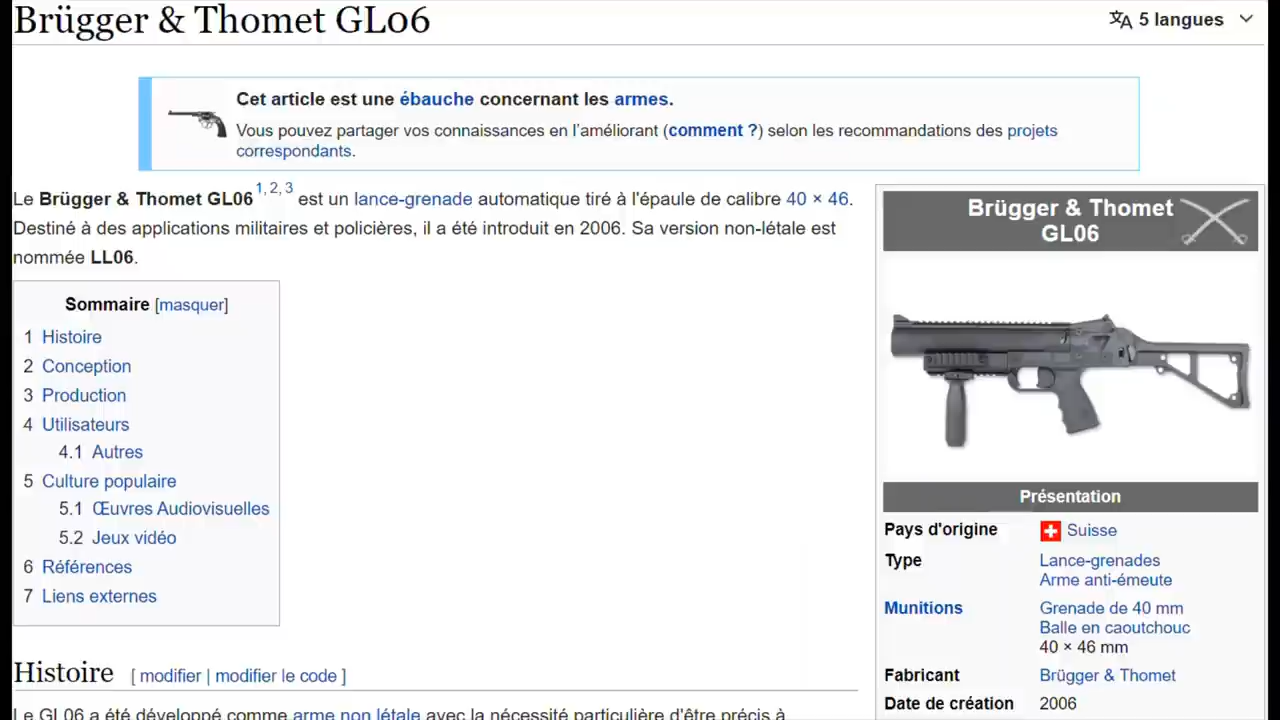 Brügger & Thomet GL06
5 langues
Cet article est une ébauche concernant les armes.
Vous pouvez partager vos connaissances en l'améliorant (comment ?) selon les recommandations des projets
correspondants.
Le Brügger & Thomet GL06 1, 2, 3 est un lance-grenade automatique tiré à l'épaule de calibre 40 × 46.
Destiné à des applications militaires et policières, il a été introduit en 2006. Sa version non-létale est
nommée LL06.
Sommaire [masquer]
1 Histoire
2 Conception
3 Production
4 Utilisateurs
4.1 Autres
5 Culture populaire
5.1 Œuvres Audiovisuelles
5.2 Jeux vidéo
6 Références
7 Liens externes
Histoire [ modifier | modifier le code ]
Le GL06 a été développé comme arme non létale avec la nécessité particulière d'être précis à
Brügger & Thomet
GL06
Présentation
Pays d'origine Suisse
Type Lance-grenades
Arme anti-émeute
Munitions Grenade de 40 mm
Balle en caoutchouc
40 × 46 mm
Fabricant Brügger & Thomet
Date de création 2006